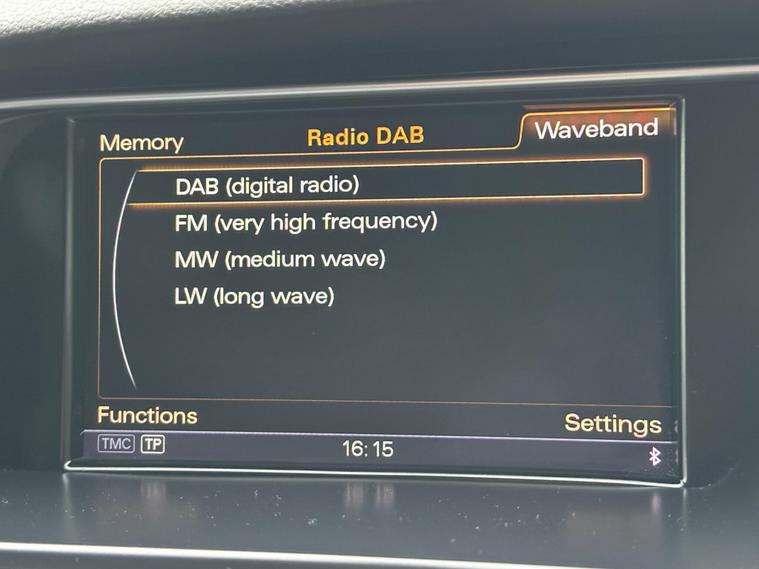 Memory Radio DAB Waveband
DAB (digital radio)
FM (very high frequency)
MW (medium wave)
LW (long wave)
Functions Settings
TMC TP 16:15